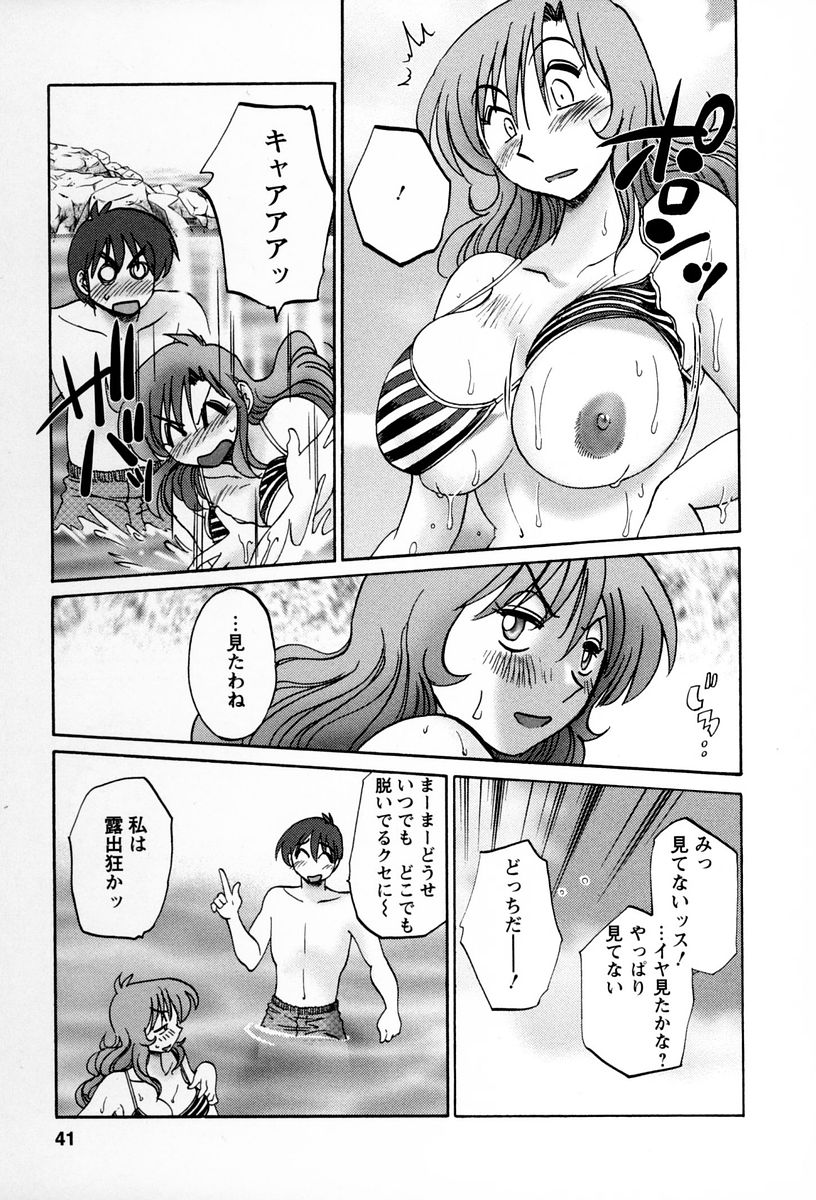 ！
ポロンッ
キャアアアッ
…見たわね
みっ
見てないッス！
…イヤ見たかな？
やっぱり
見てない
どっちだ――！
まーまーどうせ
いつでも どこでも
脱いでるクセに～
私は
露出狂かッ
41